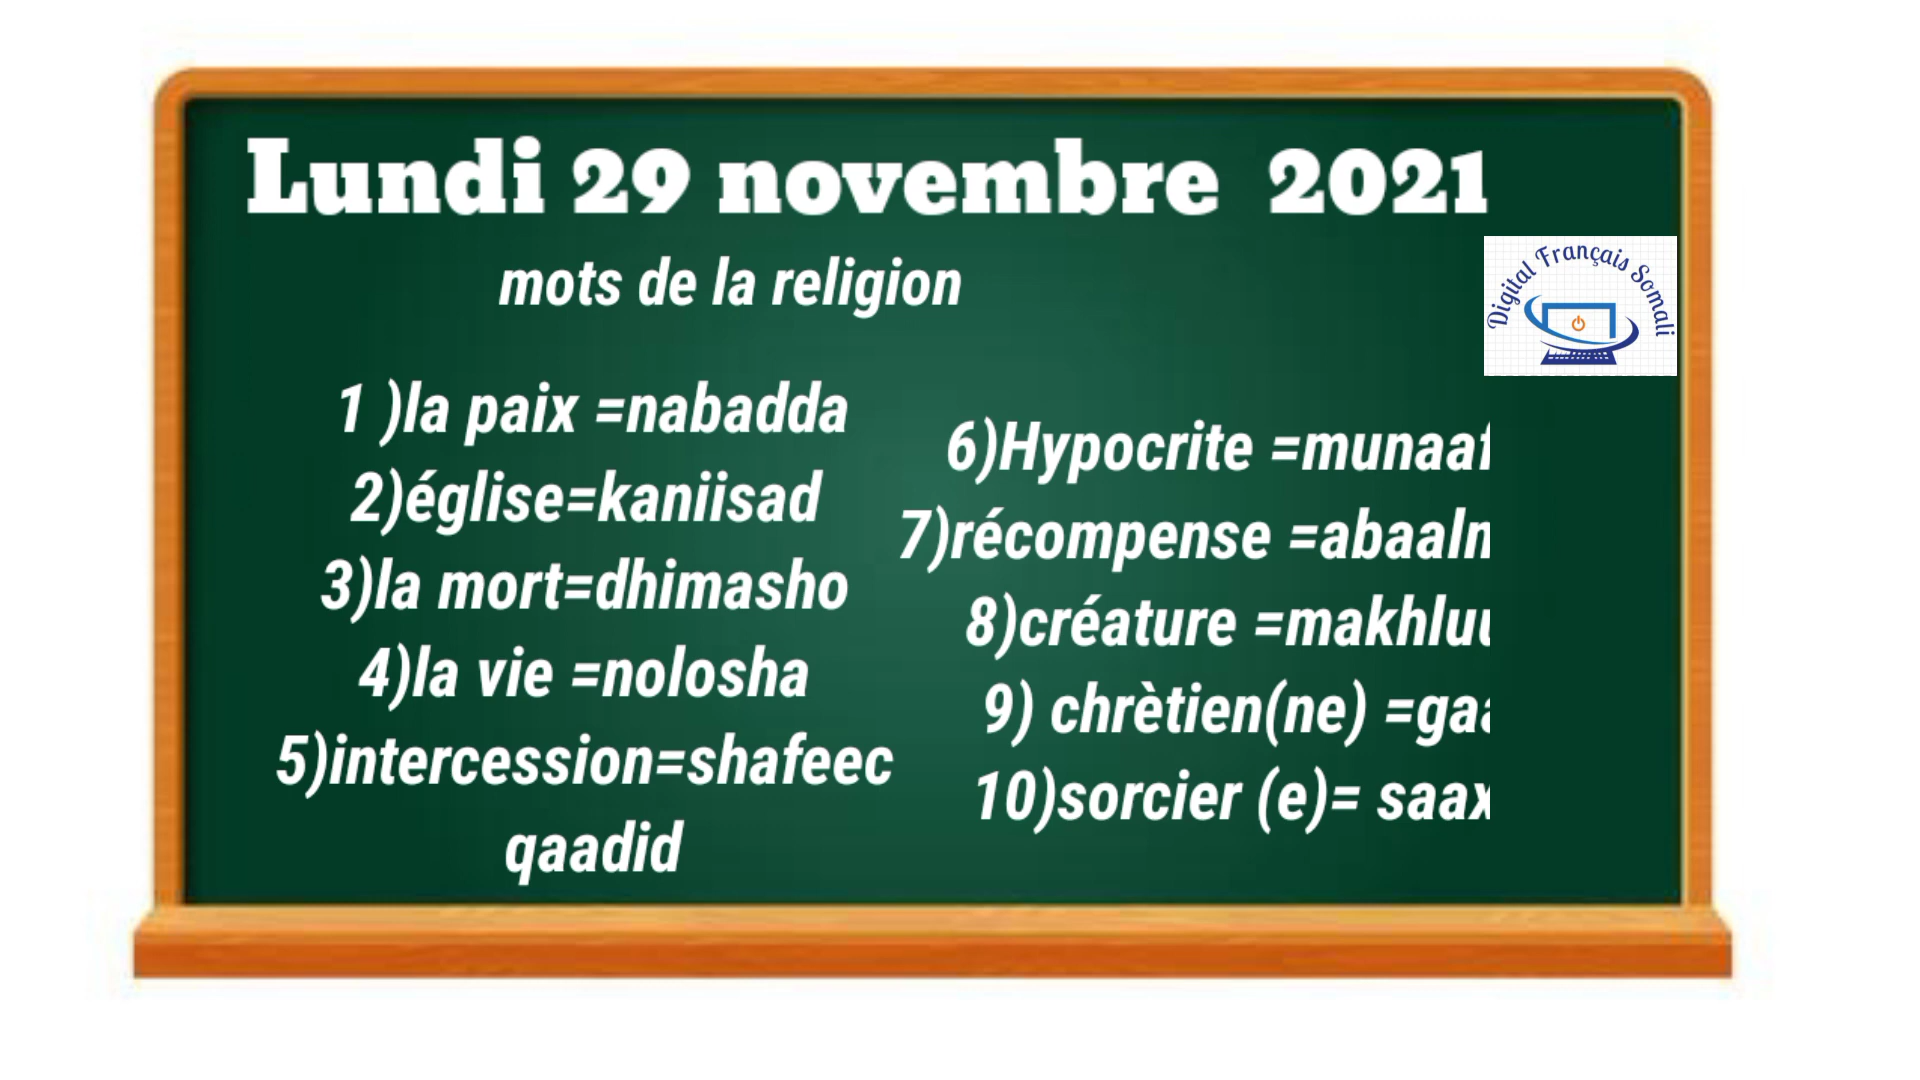 Lundi 29 novembre 2021
mots de la religion
Digital Français Somali
1 )la paix =nabadda
2)église=kaniisad
3)la mort=dhimasho
4)la vie =nolosha
5)intercession=shafeec
qaadid
6)Hypocrite =
7)récompense =
8)créature =
9) chrètien(ne) =
10)sorcier (e)=